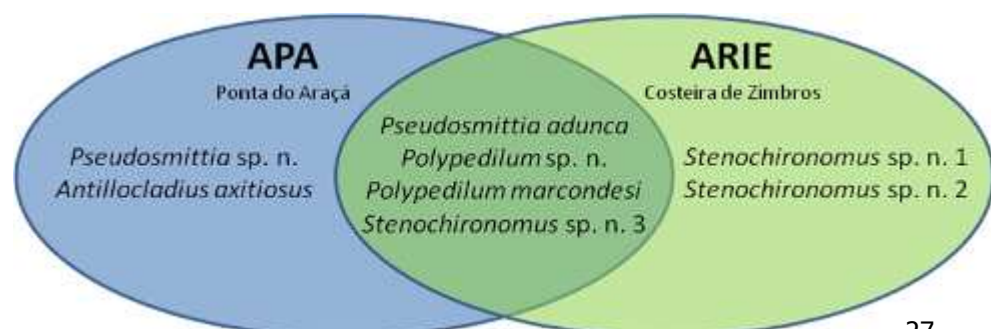 APA
Ponta do Araçá
Pseudosmittia sp. n.
Antillocladius axitiosus
Pseudosmittia adunca
Polypedilum sp. n.
Polypedilum marcondesi
Stenochironomus sp. n. 3
ARIE
Costeira de Zimbros
Stenochironomus sp. n. 1
Stenochironomus sp. n. 2